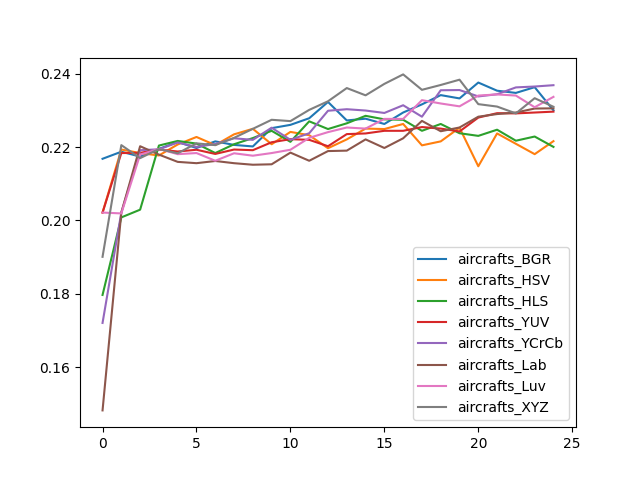 0.24
0.22
0.20
0.18
0.16
0
5
10
15
20
25
aircrafts_BGR
aircrafts_HSV
aircrafts_HLS
aircrafts_YUV
aircrafts_YCrCb
aircrafts_Lab
aircrafts_Luv
aircrafts_XYZ